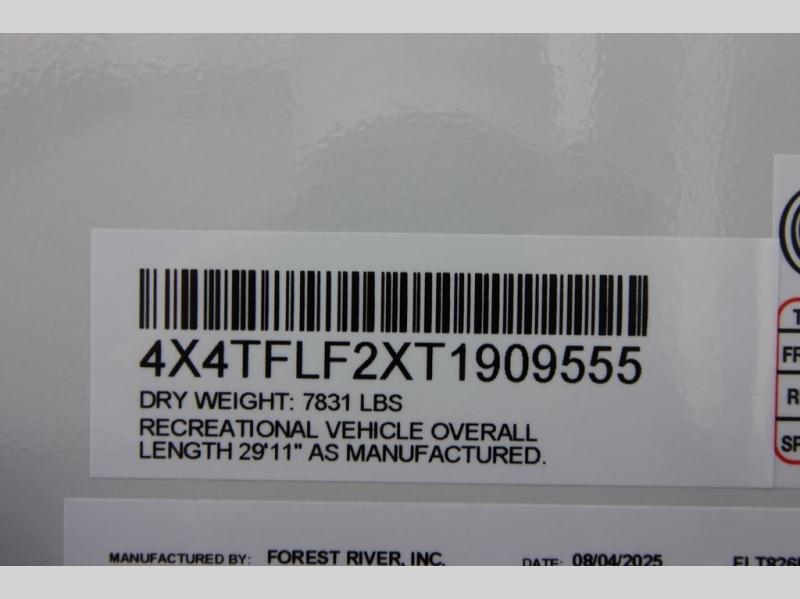 4X4TFLF2XT1909555
DRY WEIGHT: 7831 LBS
RECREATIONAL VEHICLE OVERALL
LENGTH 29'11" AS MANUFACTURED.
MANUFACTURED BY: FOREST RIVER, INC. DATE: 08/04/2025